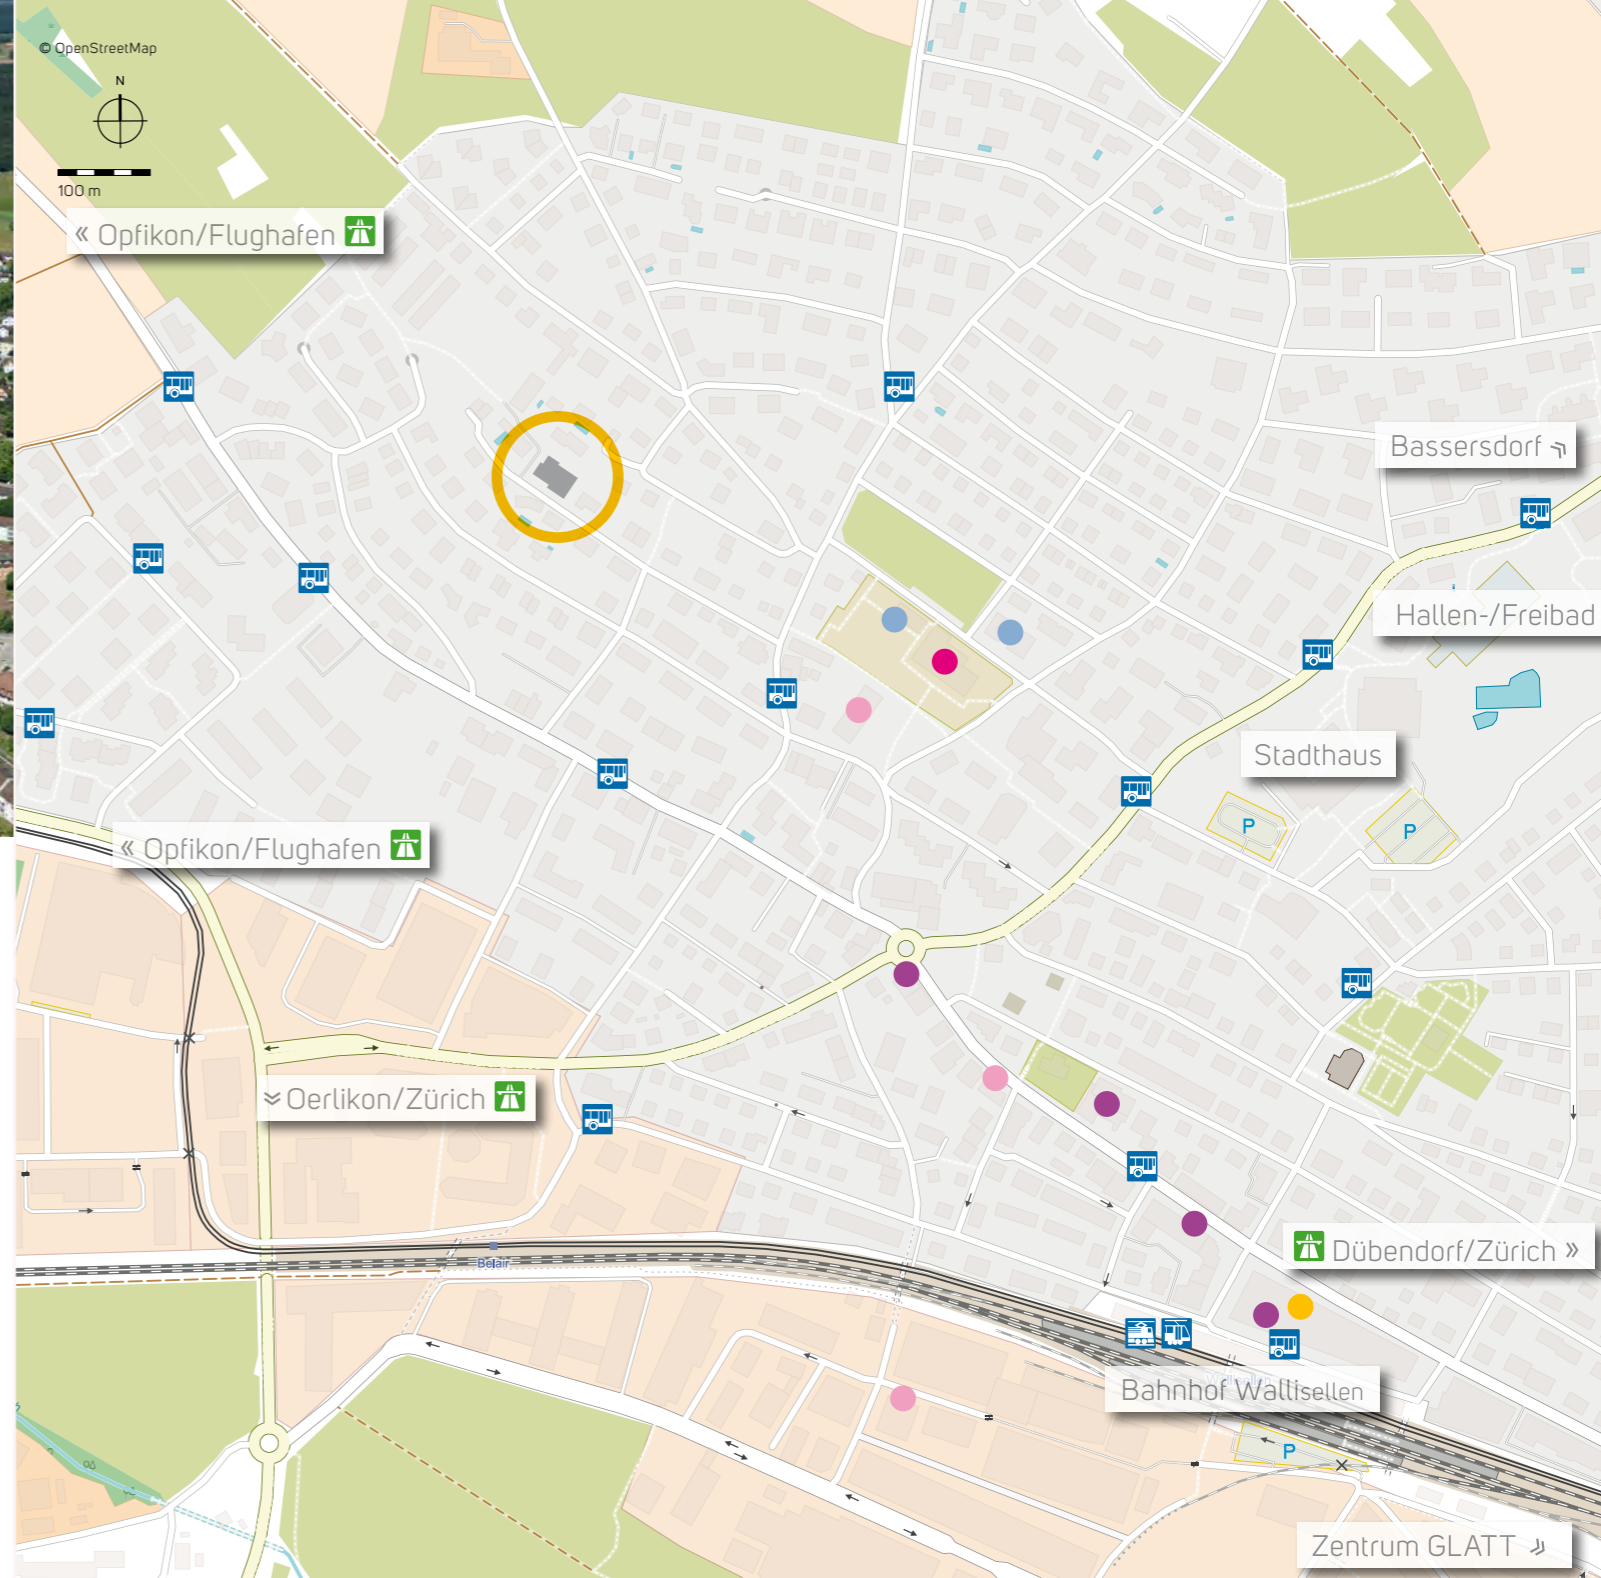 © OpenStreetMap
N
100 m
« Opfikon/Flughafen
Bassersdorf »
Hallen-/Freibad
Stadthaus
P
P
« Opfikon/Flughafen
» Oerlikon/Zürich
Belair
Dübendorf/Zürich »
Bahnhof Wallisellen
P
Zentrum GLATT »